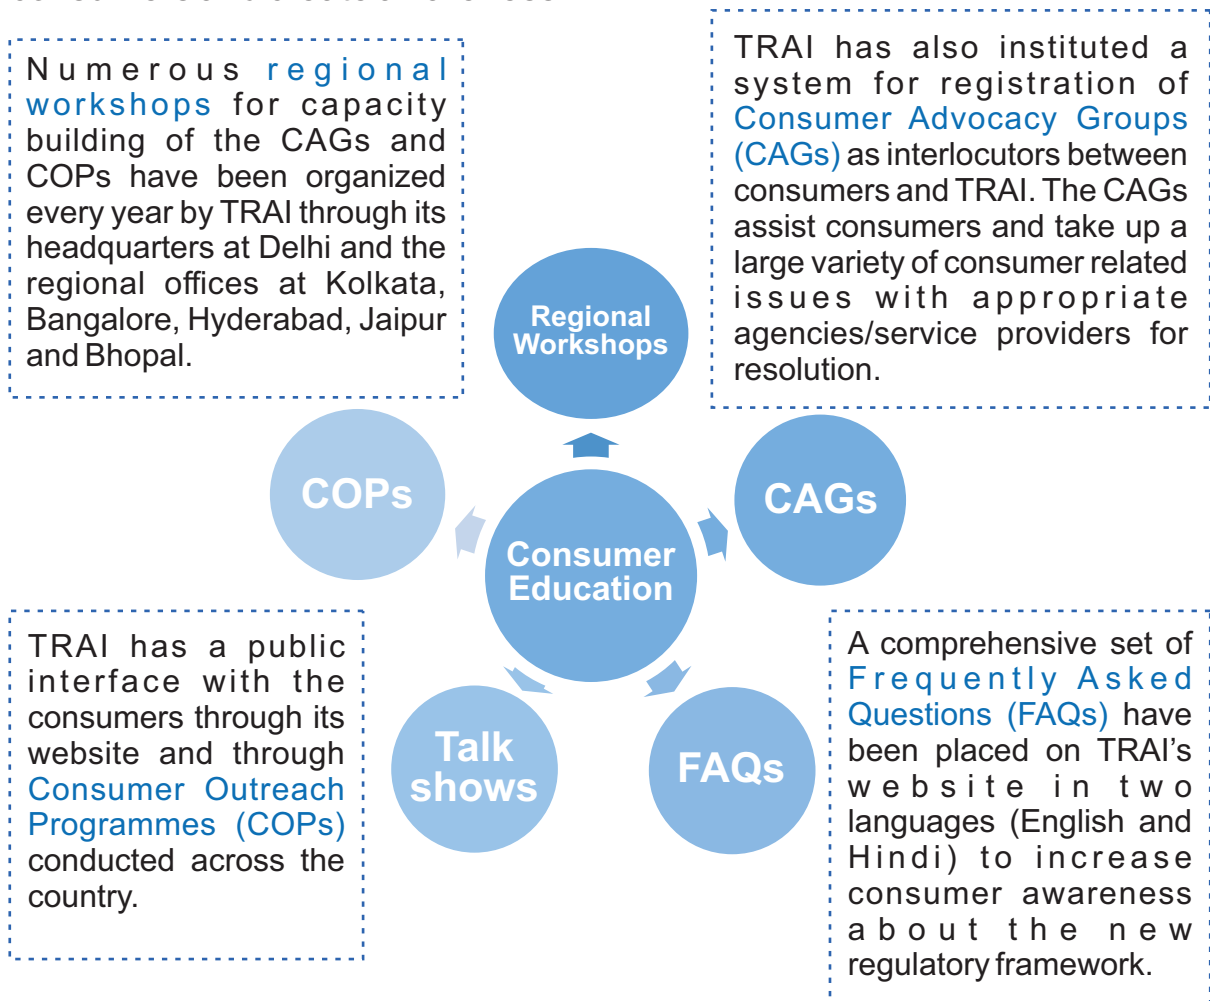 Numerous regional
workshops for capacity
building of the CAGs and
COPs have been organized
every year by TRAI through its
headquarters at Delhi and the
regional offices at Kolkata,
Bangalore, Hyderabad, Jaipur
and Bhopal.
TRAI has also instituted a
system for registration of
Consumer Advocacy Groups
(CAGs) as interlocutors between
consumers and TRAI. The CAGs
assist consumers and take up a
large variety of consumer related
issues with appropriate
agencies/service providers for
resolution.
Regional
Workshops
COPs
CAGs
Consumer
Education
Talk
shows
FAQs
TRAI has a public
interface with the
consumers through its
website and through
Consumer Outreach
Programmes (COPs)
conducted across the
country.
A comprehensive set of
Frequently Asked
Questions (FAQs) have
been placed on TRAI's
website in two
languages (English and
Hindi) to increase
consumer awareness
about the new
regulatory framework.